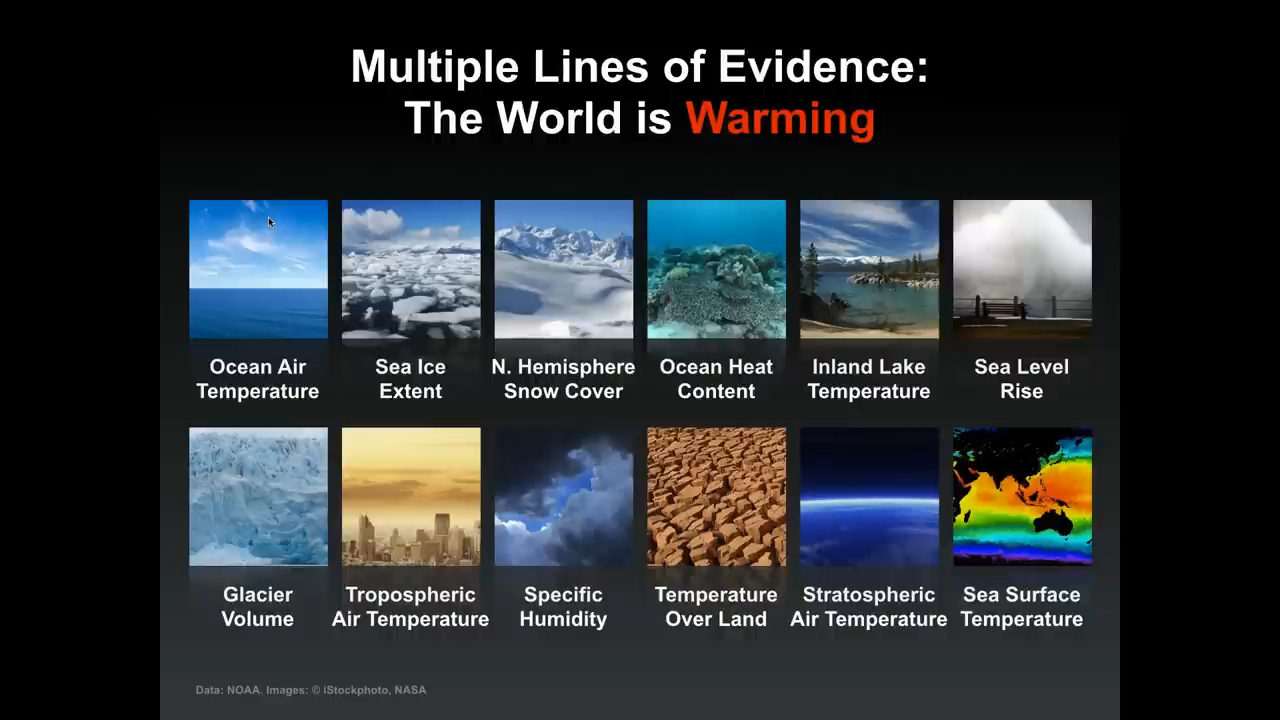 Multiple Lines of Evidence:
The World is Warming
Ocean Air
Temperature
Sea Ice
Extent
N. Hemisphere
Snow Cover
Ocean Heat
Content
Inland Lake
Temperature
Sea Level
Rise
Glacier
Volume
Tropospheric
Air Temperature
Specific
Humidity
Temperature
Over Land
Stratospheric
Air Temperature
Sea Surface
Temperature
Data: NOAA. Images: © iStockphoto, NASA